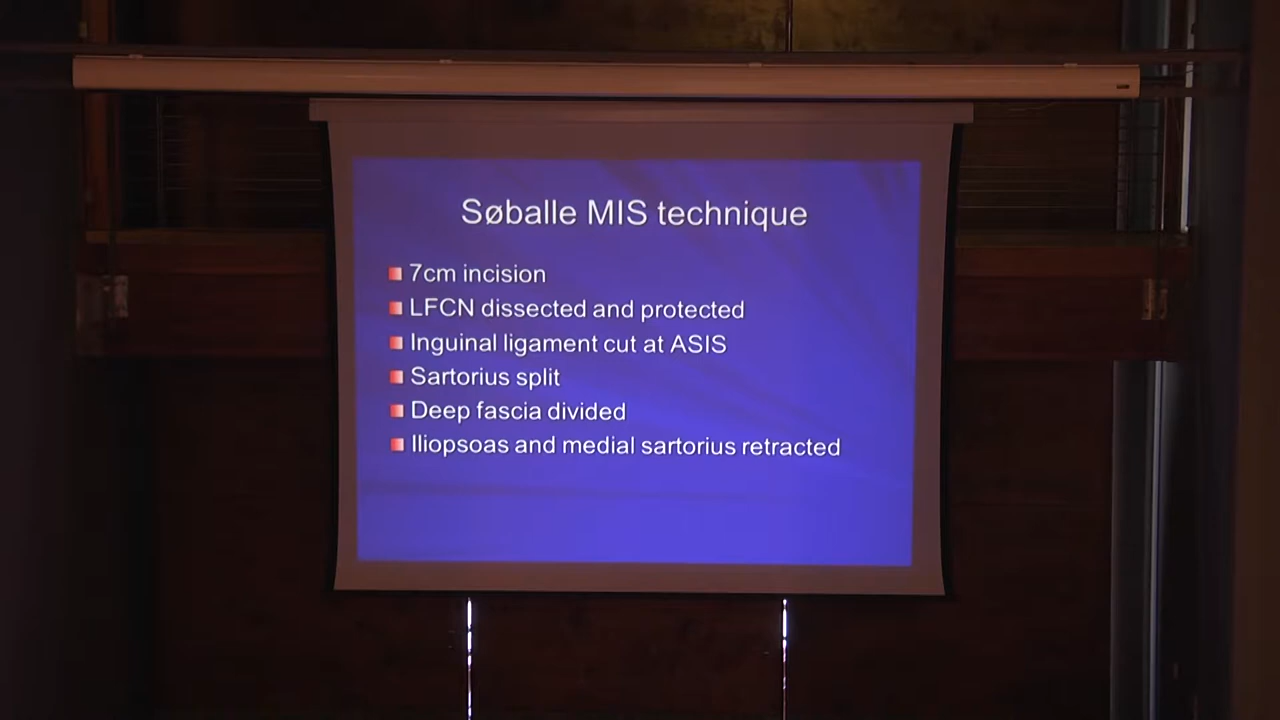 Søballe MIS technique
7cm incision
LFCN dissected and protected
Inguinal ligament cut at ASIS
Sartorius split
Deep fascia divided
Iliopsoas and medial sartorius retracted